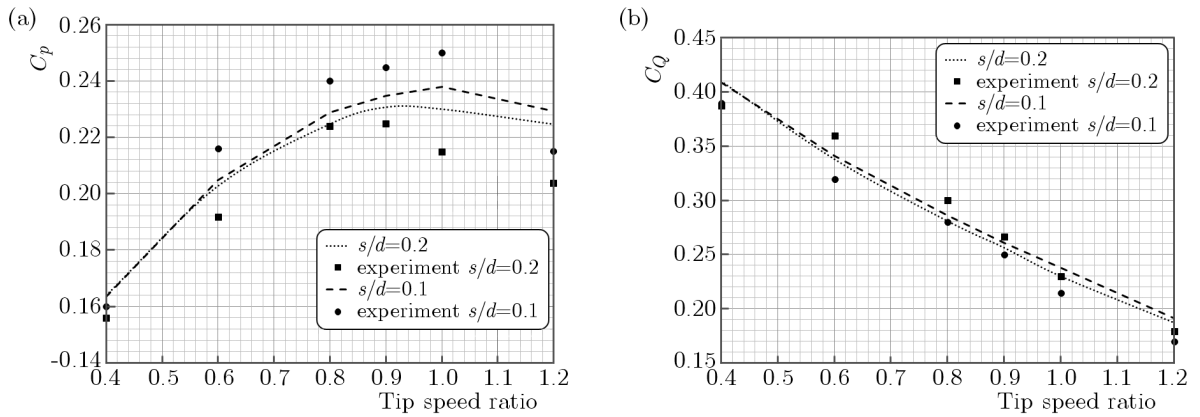 (a)
C_p
0.26
0.24
0.22
0.20
0.18
0.16
-0.14
0.4 0.5 0.6 0.7 0.8 0.9 1.0 1.1 1.2
Tip speed ratio
s/d=0.2
experiment s/d=0.2
s/d=0.1
experiment s/d=0.1
(b)
C_Q
0.45
0.40
0.35
0.30
0.25
0.20
0.15
0.4 0.5 0.6 0.7 0.8 0.9 1.0 1.1 1.2
Tip speed ratio
s/d=0.2
experiment s/d=0.2
s/d=0.1
experiment s/d=0.1